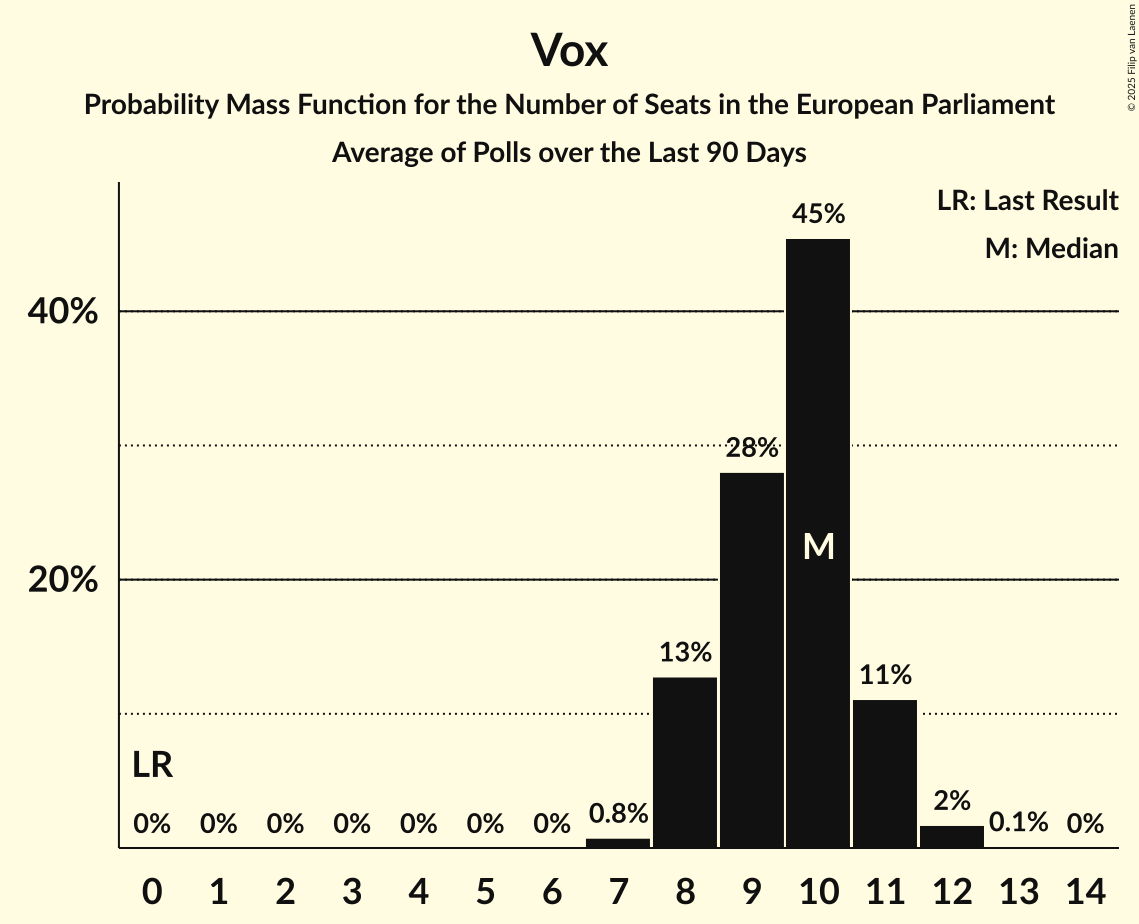 Vox
Probability Mass Function for the Number of Seats in the European Parliament
Average of Polls over the Last 90 Days
© 2025 Filip van Laenen
LR: Last Result
M: Median
45%
40%
28%
M
20%
13%
11%
LR
0% 0% 0% 0% 0% 0% 0% 0.8% 2% 0.1% 0%
0 1 2 3 4 5 6 7 8 9 10 11 12 13 14